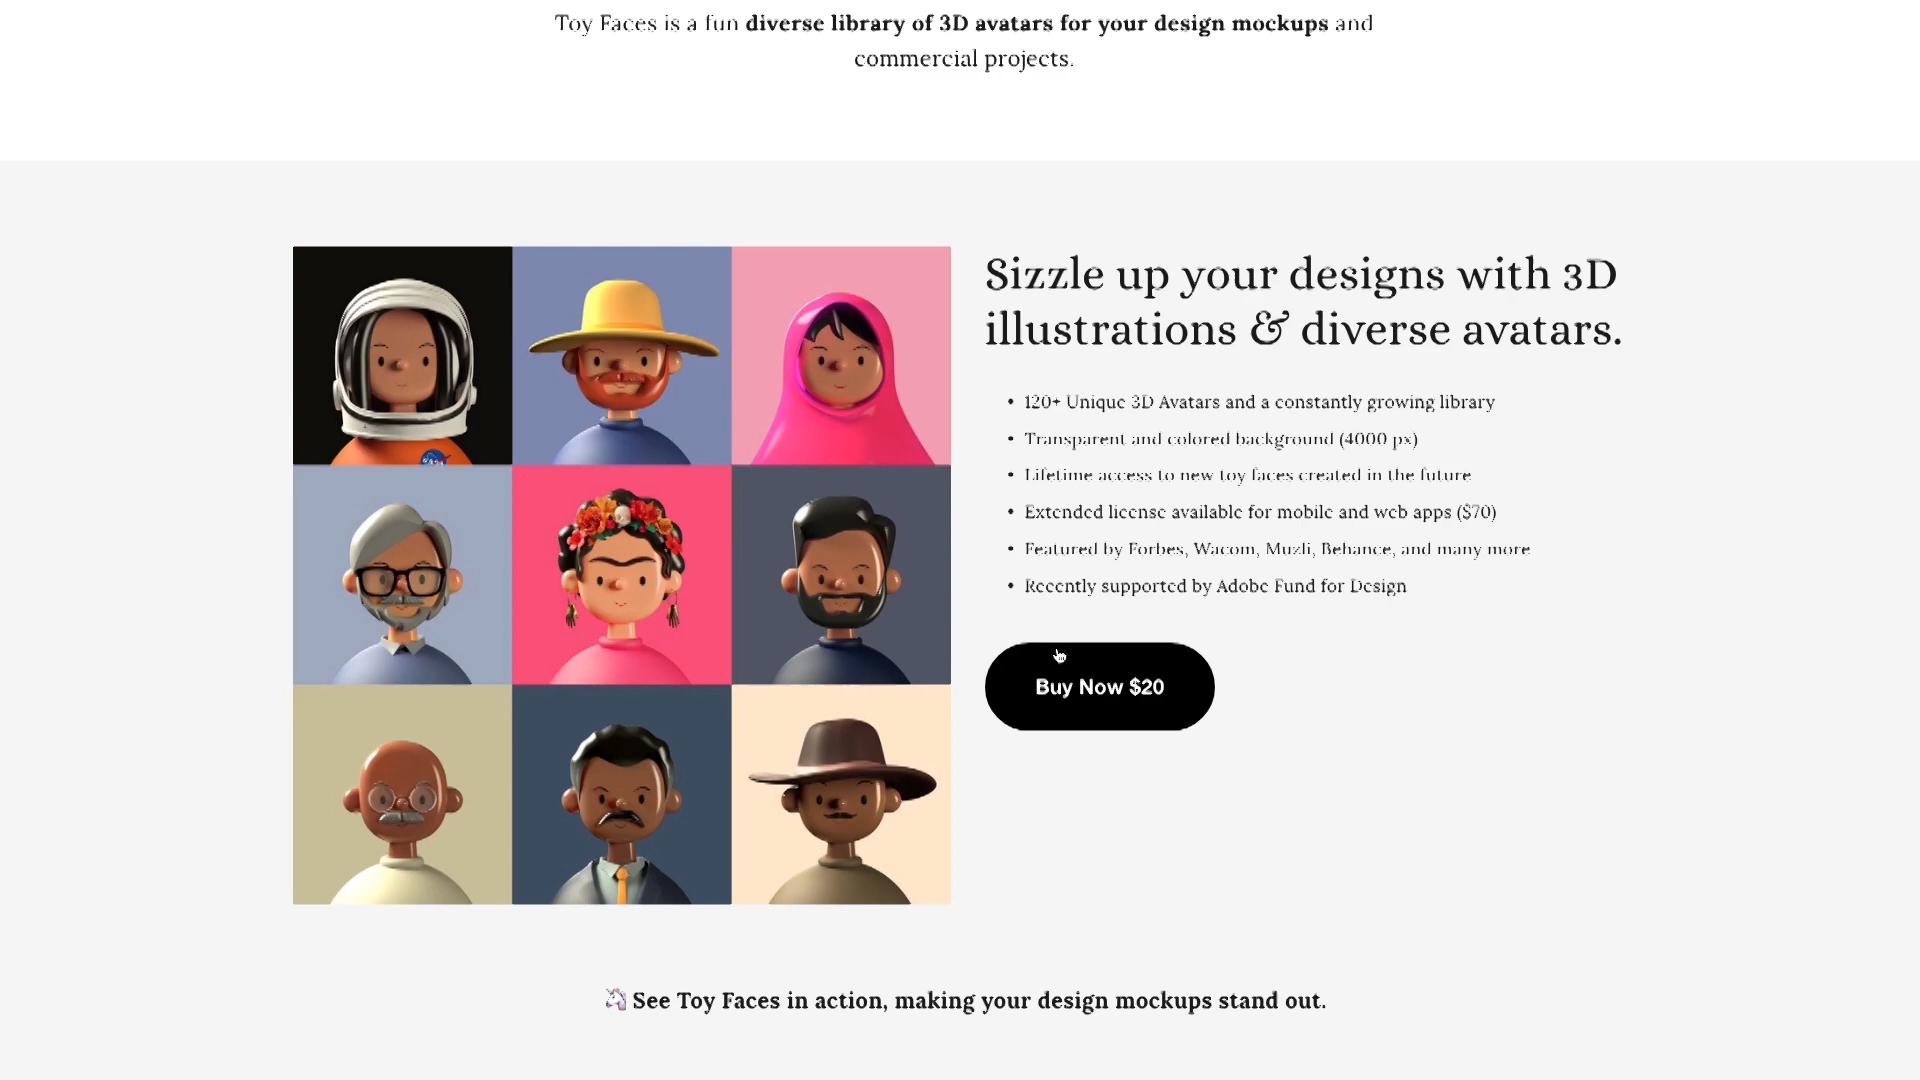 Toy Faces is a fun diverse library of 3D avatars for your design mockups and
commercial projects.
Sizzle up your designs with 3D
illustrations & diverse avatars.
• 120+ Unique 3D Avatars and a constantly growing library
• Transparent and colored background (4000 px)
• Lifetime access to new toy faces created in the future
• Extended license available for mobile and web apps ($70)
• Featured by Forbes, Wacom, Muzli, Behance, and many more
• Recently supported by Adobe Fund for Design
Buy Now $20
🦄 See Toy Faces in action, making your design mockups stand out.